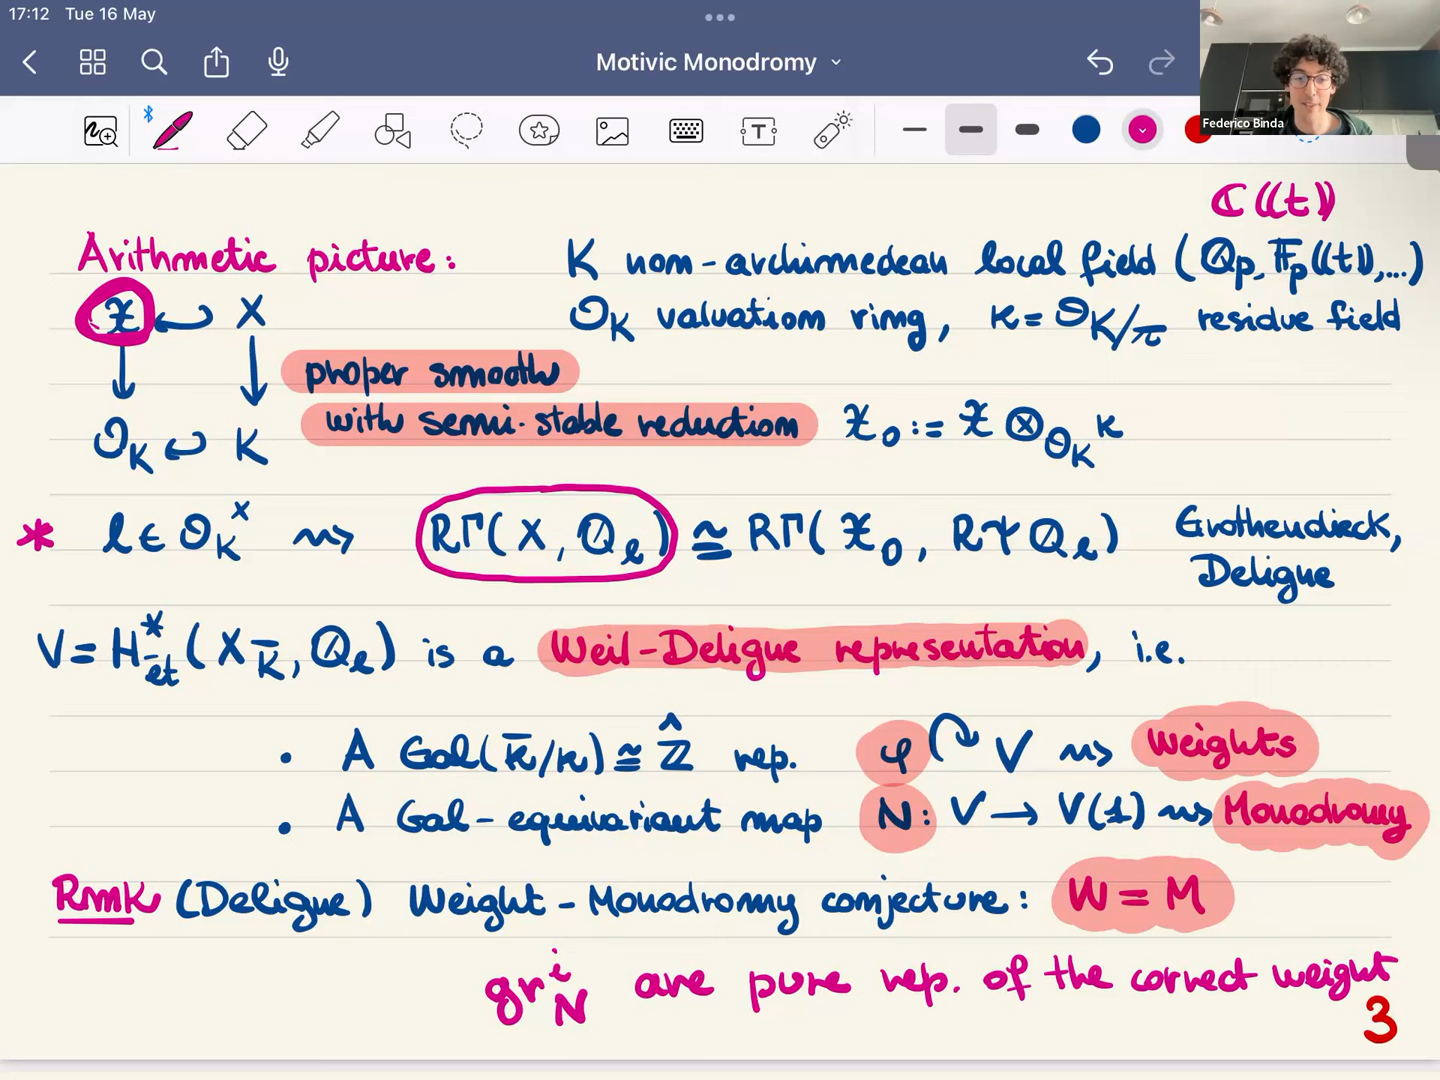 17:12 Tue 16 May
Motivic Monodromy
Federico Binda
ℂ((t))
Arithmetic picture: K non-archimedean local field (ℚp, 𝔽p((t)),...)
𝒳 ↩ X 𝒪K valuation ring, κ = 𝒪K/π residue field
proper smooth
𝒪K ↩ K with semi-stable reduction 𝒳₀ := 𝒳 ⊗𝒪K κ
* ℓ ∈ 𝒪K^× ⇝ RΓ(X, ℚℓ) ≅ RΓ(𝒳₀, RΨℚℓ) Grothendieck,
Deligne
V = H*ét(X_K̄, ℚℓ) is a Weil-Deligne representation, i.e.
• A Gal(κ̄/κ) ≅ ℤ̂ rep. φ ↷ V ⇝ Weights
• A Gal-equivariant map N: V → V(1) ⇝ Monodromy
Rmk (Deligne) Weight-Monodromy conjecture: W = M
gr^i_N are pure rep. of the correct weight
3